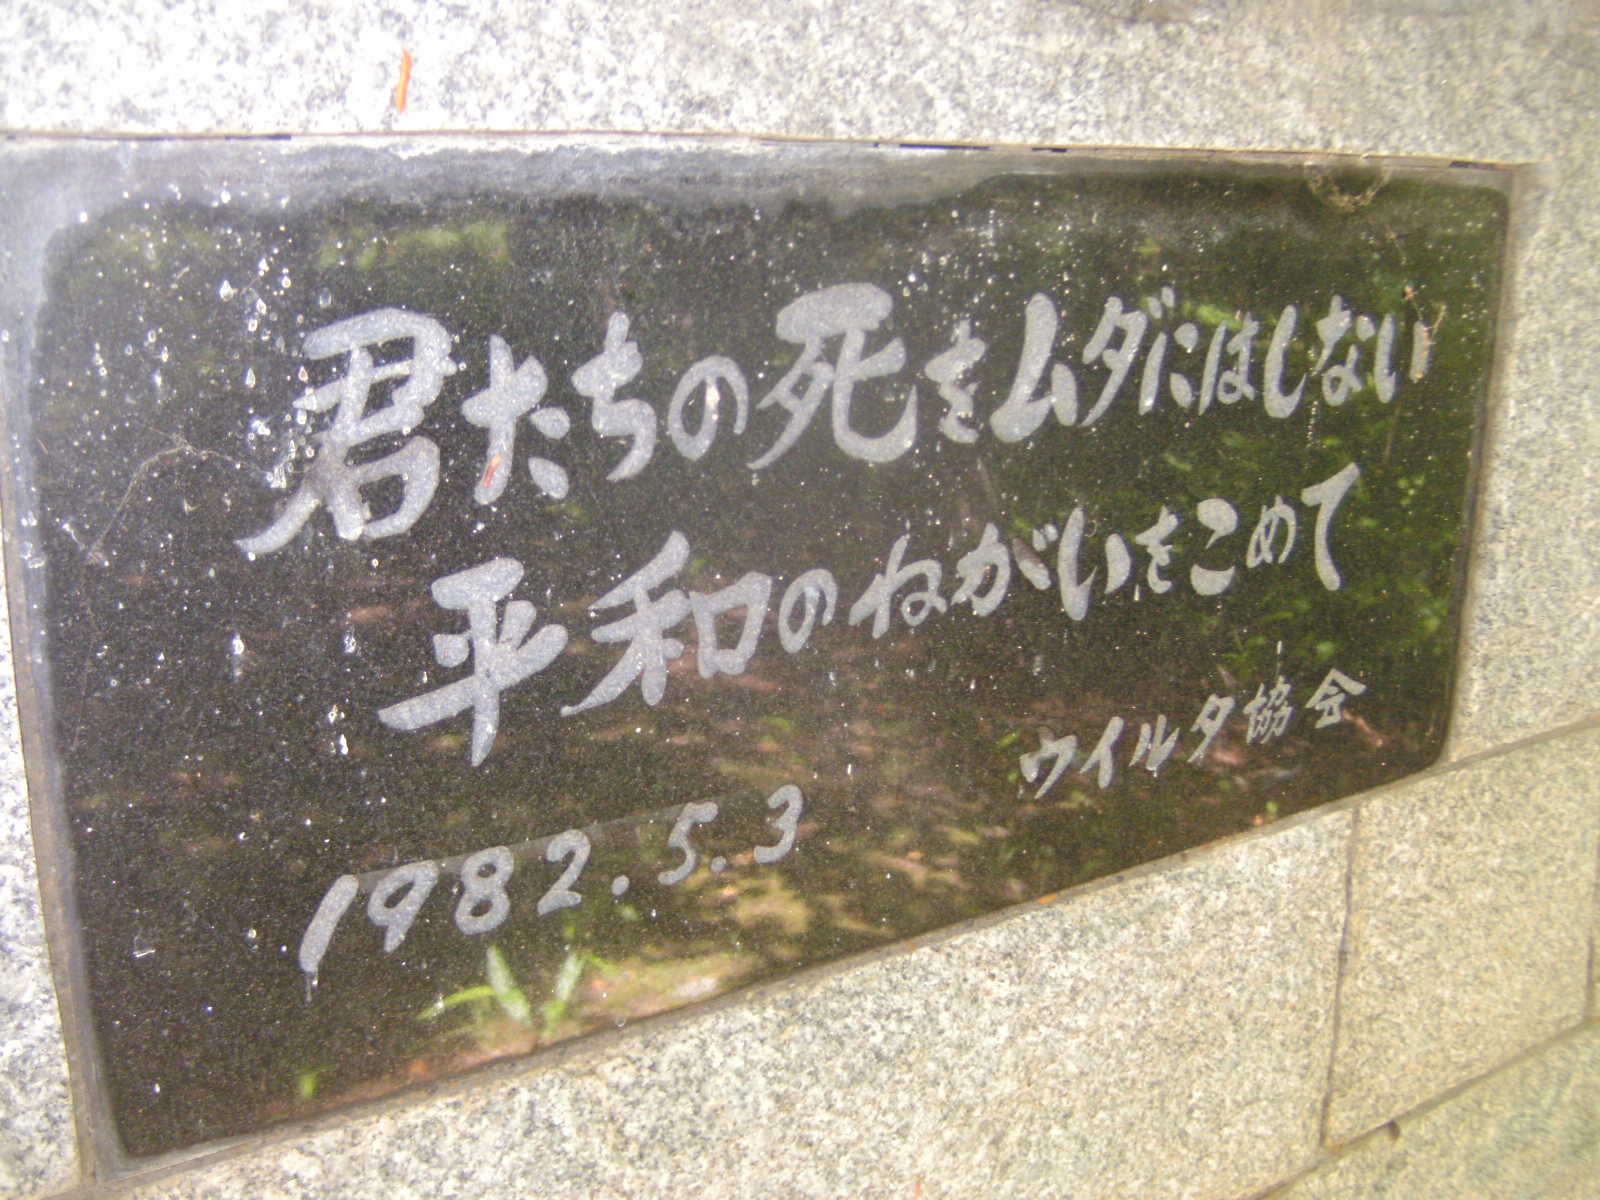 君たちの死をムダにはしない
平和のねがいをこめて
ウイルタ協会
1982.5.3